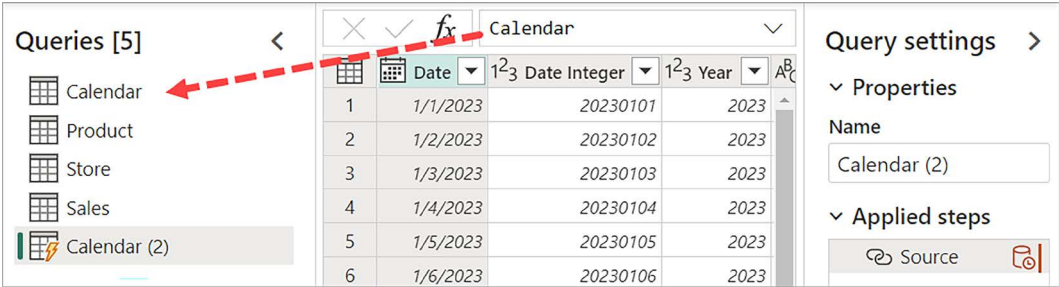 Queries [5]
Calendar
Product
Store
Sales
Calendar (2)
fx Calendar
Date 1²3 Date Integer 1²3 Year ABC
1 1/1/2023 20230101 2023
2 1/2/2023 20230102 2023
3 1/3/2023 20230103 2023
4 1/4/2023 20230104 2023
5 1/5/2023 20230105 2023
6 1/6/2023 20230106 2023
Query settings
Properties
Name
Calendar (2)
Applied steps
Source